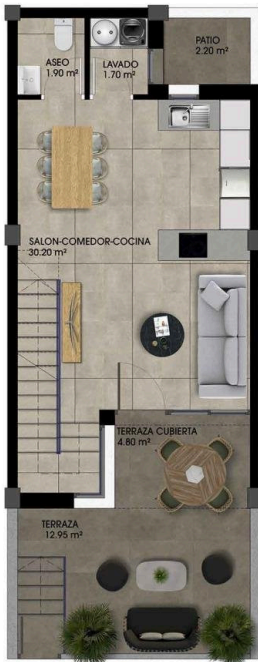 ASEO
1.90 m²
LAVADO
1.70 m²
PATIO
2.20 m²
SALON-COMEDOR-COCINA
30.20 m²
TERRAZA CUBIERTA
4.80 m²
TERRAZA
12.95 m²